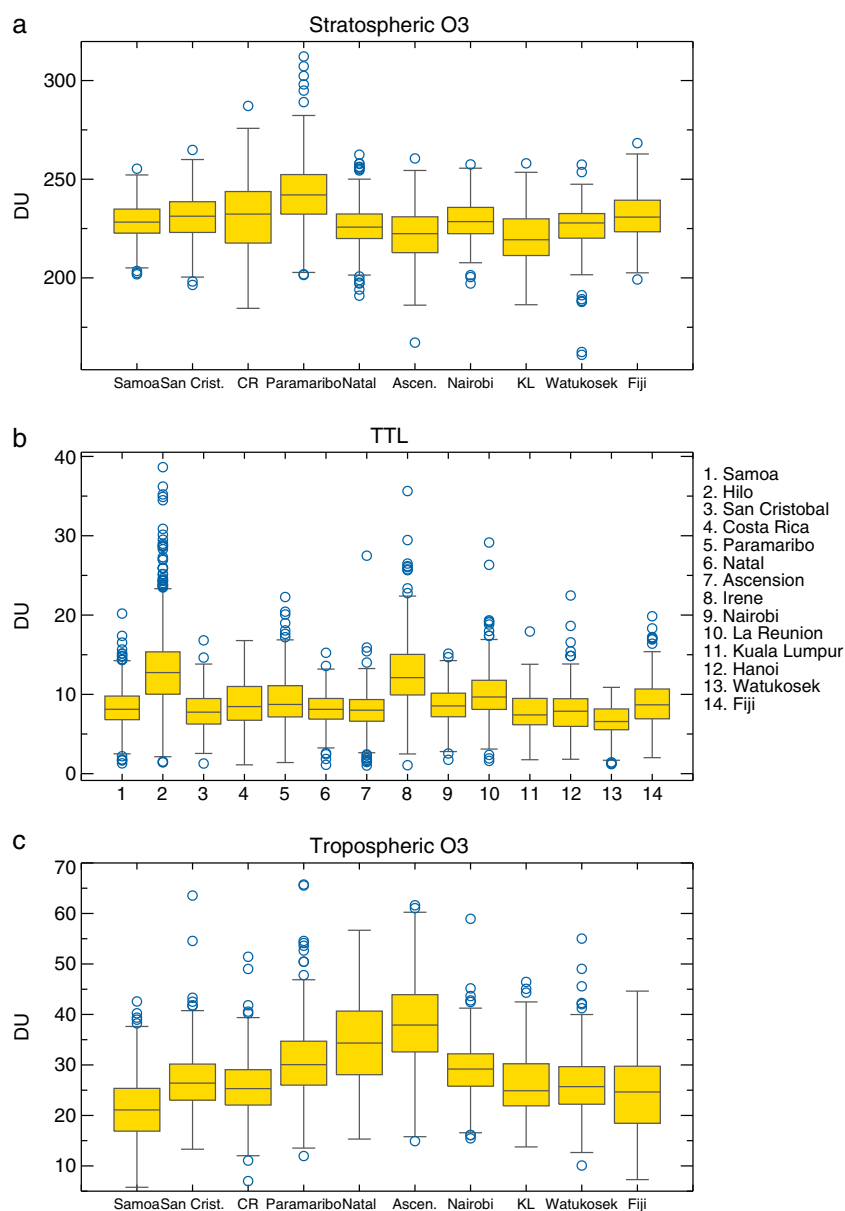 a
Stratospheric O3
300
250
200
DU
Samoa San Crist. CR Paramaribo Natal Ascen. Nairobi KL Watukosek Fiji
b
TTL
40
30
20
10
0
DU
1 2 3 4 5 6 7 8 9 10 11 12 13 14
1. Samoa
2. Hilo
3. San Cristobal
4. Costa Rica
5. Paramaribo
6. Natal
7. Ascension
8. Irene
9. Nairobi
10. La Reunion
11. Kuala Lumpur
12. Hanoi
13. Watukosek
14. Fiji
c
Tropospheric O3
70
60
50
40
30
20
10
DU
Samoa San Crist. CR Paramaribo Natal Ascen. Nairobi KL Watukosek Fiji